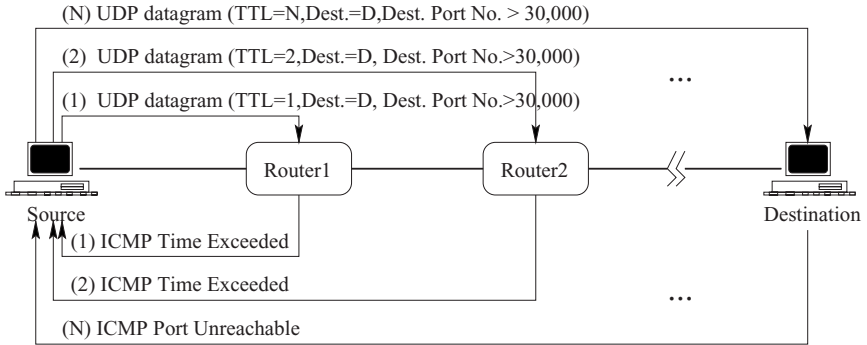 (N) UDP datagram (TTL=N,Dest.=D,Dest. Port No. > 30,000)
(2) UDP datagram (TTL=2,Dest.=D, Dest. Port No.>30,000)
...
(1) UDP datagram (TTL=1,Dest.=D, Dest. Port No.>30,000)
Router1
Router2
Source
Destination
(1) ICMP Time Exceeded
(2) ICMP Time Exceeded
...
(N) ICMP Port Unreachable